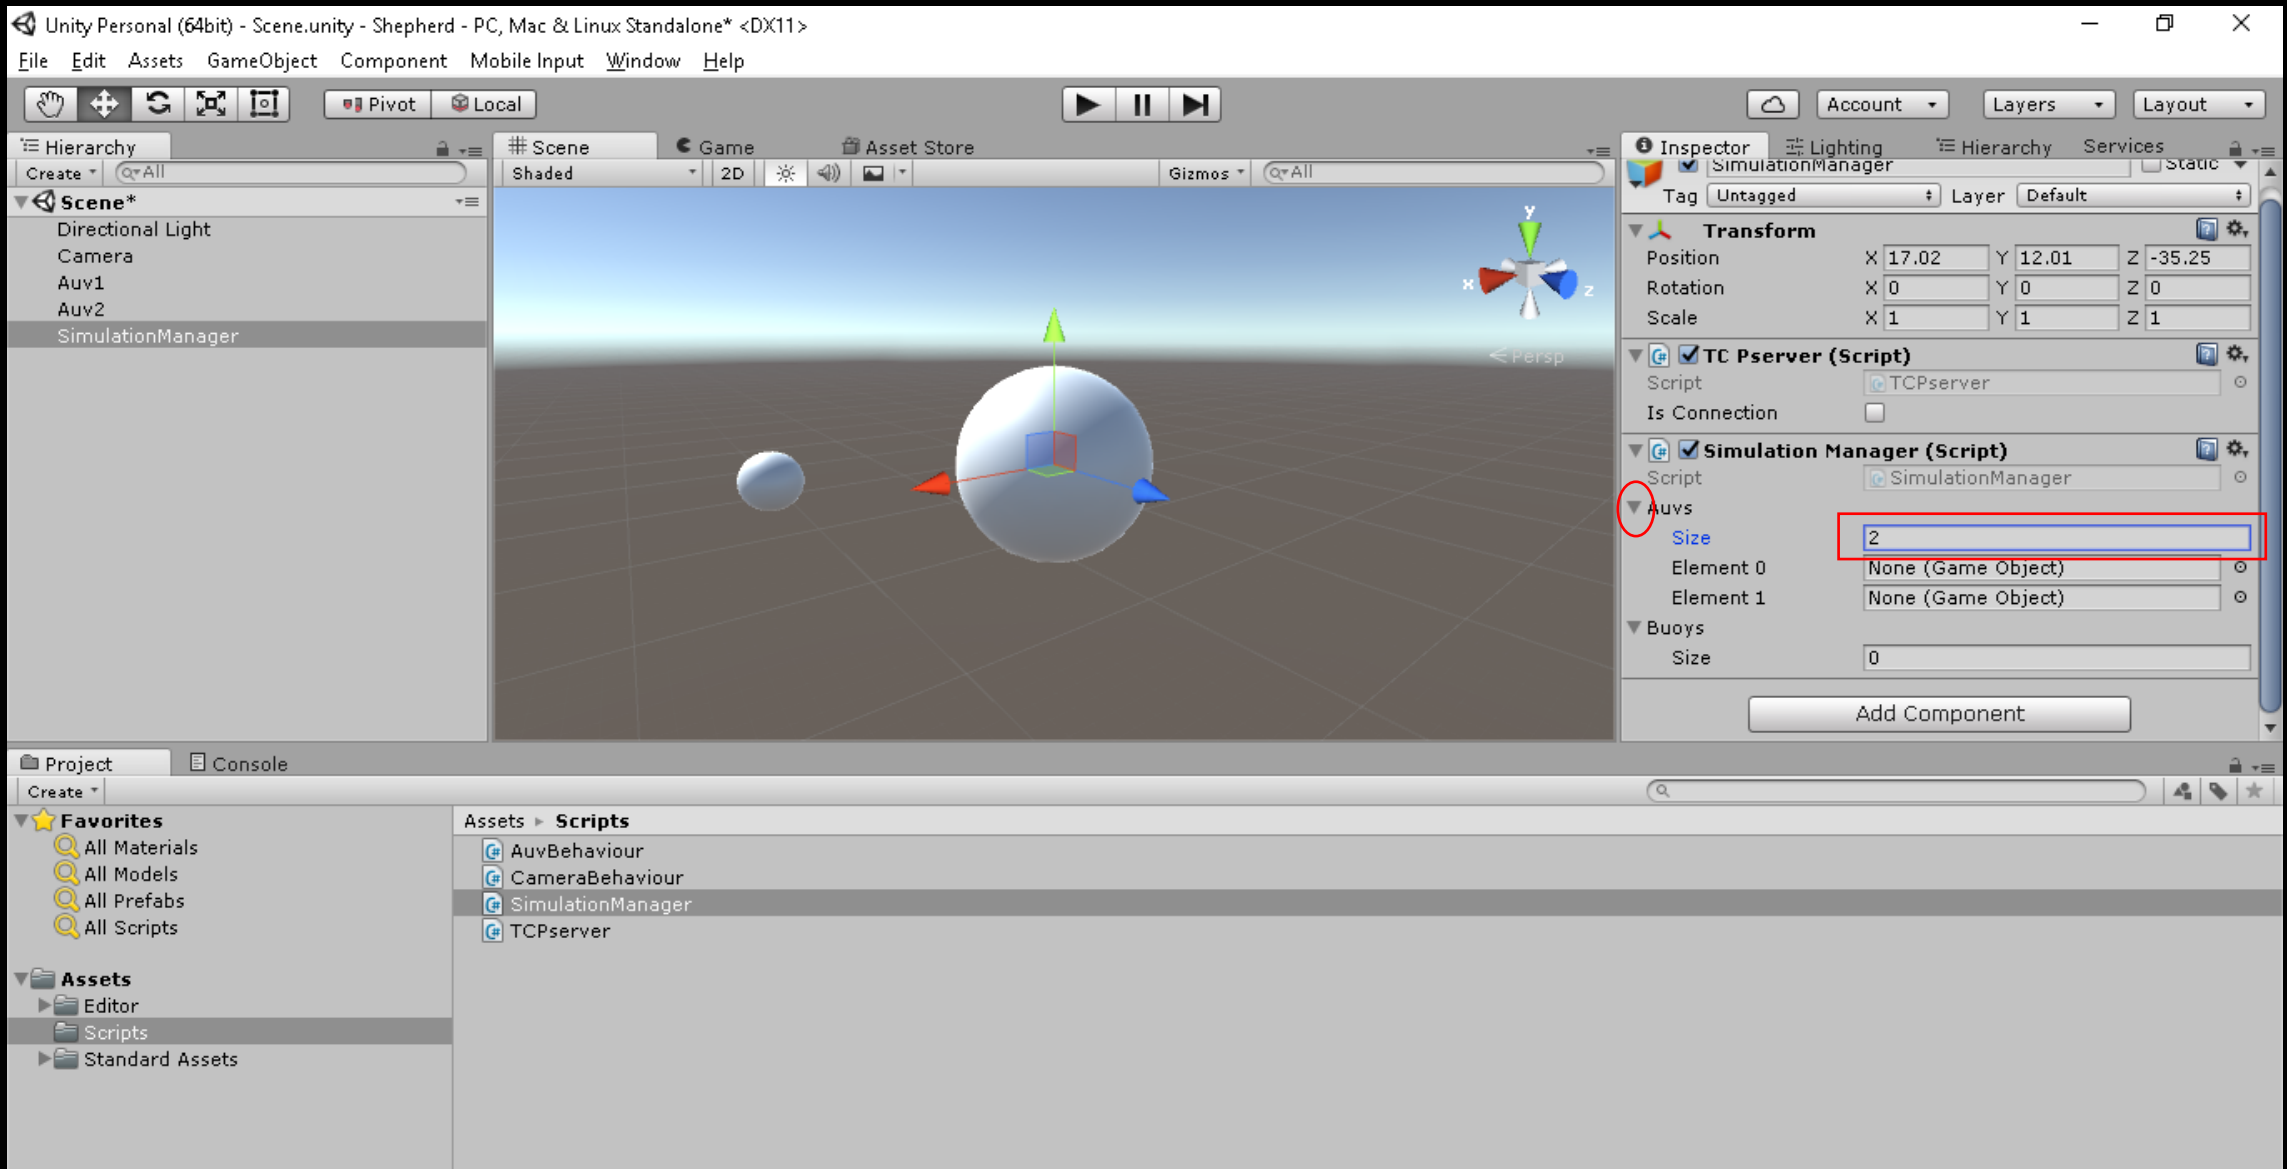 Unity Personal (64bit) - Scene.unity - Shepherd - PC, Mac & Linux Standalone* <DX11>
File Edit Assets GameObject Component Mobile Input Window Help
Pivot Local Account Layers Layout
Hierarchy
Create All
Scene*
Directional Light
Camera
Auv1
Auv2
SimulationManager
Scene Game Asset Store
Shaded 2D Gizmos All
y
x
z
Persp
Inspector Lighting Hierarchy Services
SimulationManager Static
Tag Untagged Layer Default
Transform
Position X 17.02 Y 12.01 Z -35.25
Rotation X 0 Y 0 Z 0
Scale X 1 Y 1 Z 1
TC Pserver (Script)
Script TCPserver
Is Connection
Simulation Manager (Script)
Script SimulationManager
Auvs
Size 2
Element 0 None (Game Object)
Element 1 None (Game Object)
Buoys
Size 0
Add Component
Project Console
Create
Favorites
All Materials
All Models
All Prefabs
All Scripts
Assets
Editor
Scripts
Standard Assets
Assets Scripts
AuvBehaviour
CameraBehaviour
SimulationManager
TCPserver